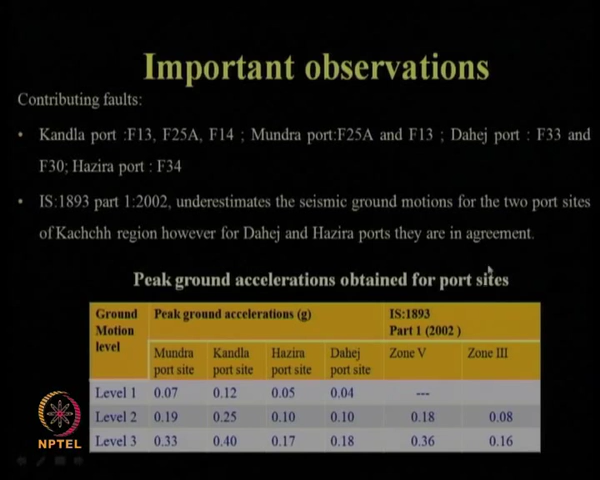 Important observations
Contributing faults:
• Kandla port :F13, F25A, F14 ; Mundra port:F25A and F13 ; Dahej port : F33 and
F30; Hazira port : F34
• IS:1893 part 1:2002, underestimates the seismic ground motions for the two port sites
of Kachchh region however for Dahej and Hazira ports they are in agreement.
Peak ground accelerations obtained for port sites
Ground Motion level Peak ground accelerations (g) IS:1893 Part 1 (2002 )
Mundra port site Kandla port site Hazira port site Dahej port site Zone V Zone III
Level 1 0.07 0.12 0.05 0.04 ---
Level 2 0.19 0.25 0.10 0.10 0.18 0.08
Level 3 0.33 0.40 0.17 0.18 0.36 0.16
NPTEL